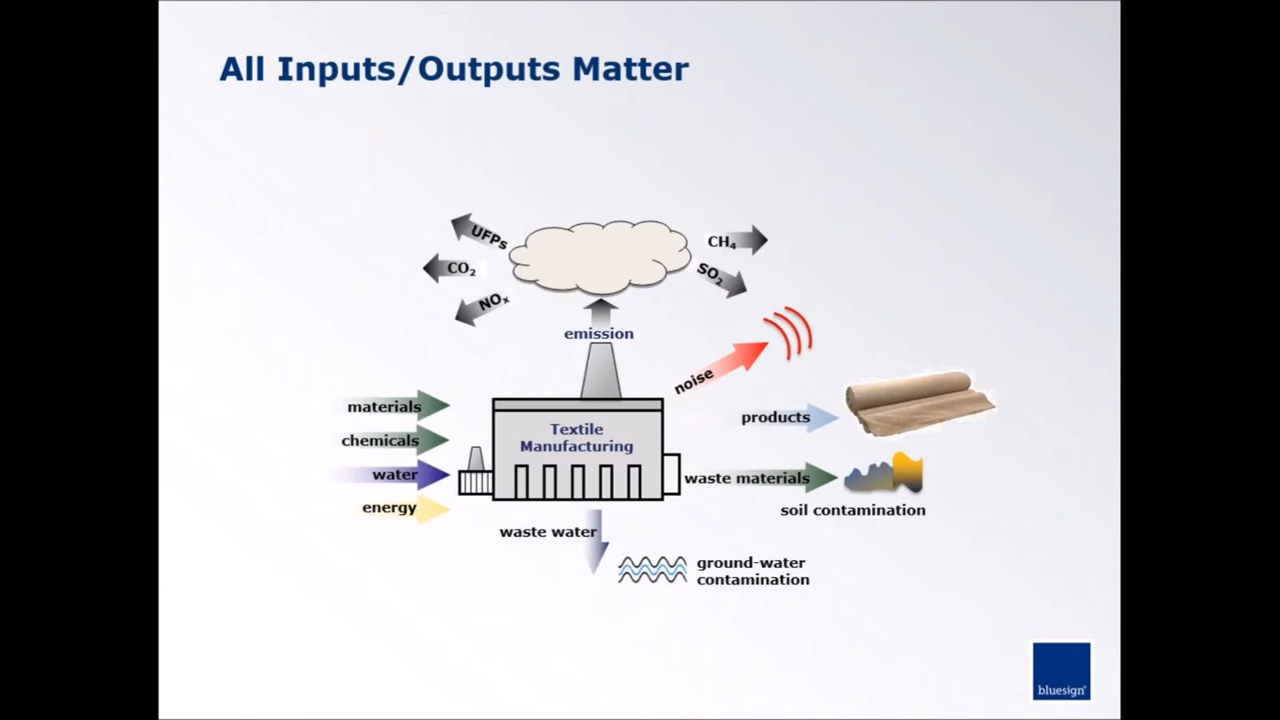 All Inputs/Outputs Matter
UFPs
CO₂
NOₓ
CH₄
SO₂
emission
noise
materials
chemicals
water
energy
Textile
Manufacturing
products
waste materials
soil contamination
waste water
ground-water
contamination
bluesign®